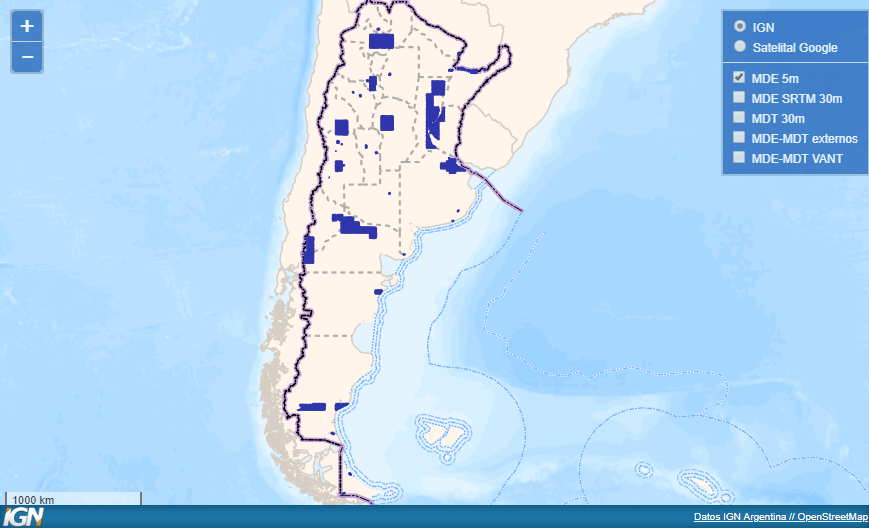 +
−
IGN
Satelital Google
MDE 5m
MDE SRTM 30m
MDT 30m
MDE-MDT externos
MDE-MDT VANT
1000 km
IGN
Datos IGN Argentina // OpenStreetMap